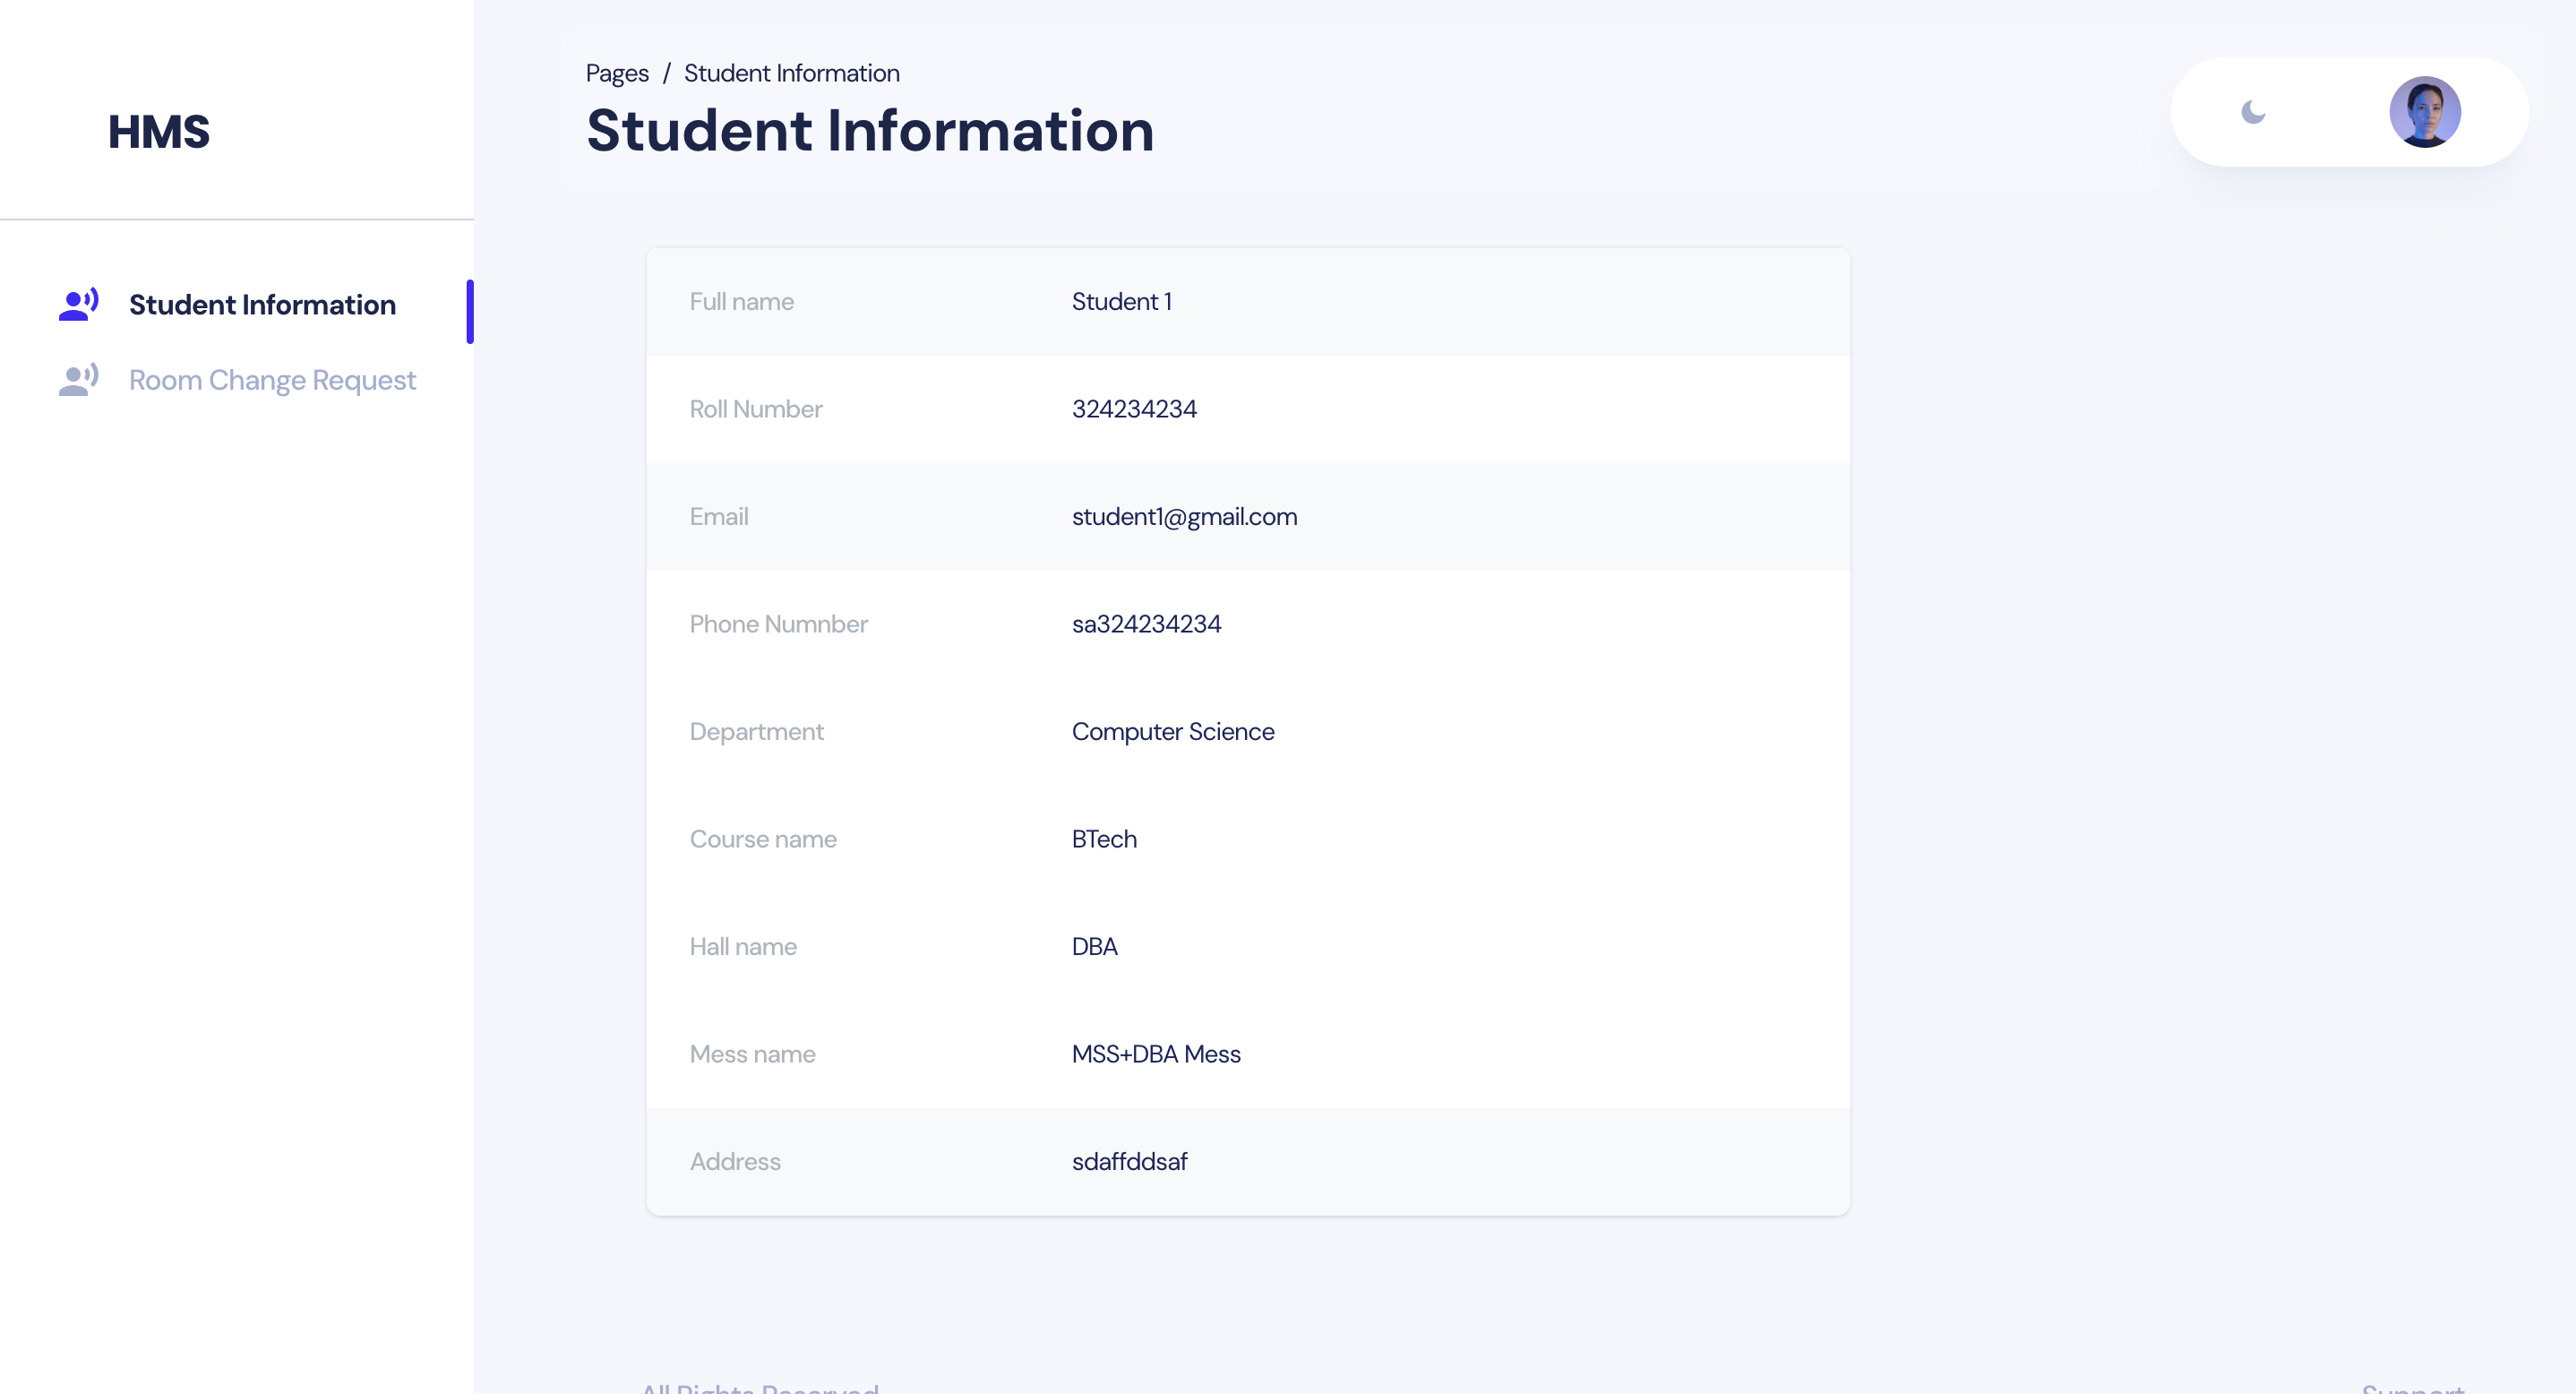 HMS
Student Information
Room Change Request
Pages / Student Information
Student Information
Full name Student 1
Roll Number 324234234
Email student1@gmail.com
Phone Numnber sa324234234
Department Computer Science
Course name BTech
Hall name DBA
Mess name MSS+DBA Mess
Address sdaffddsaf
All Rights Reserved
Support